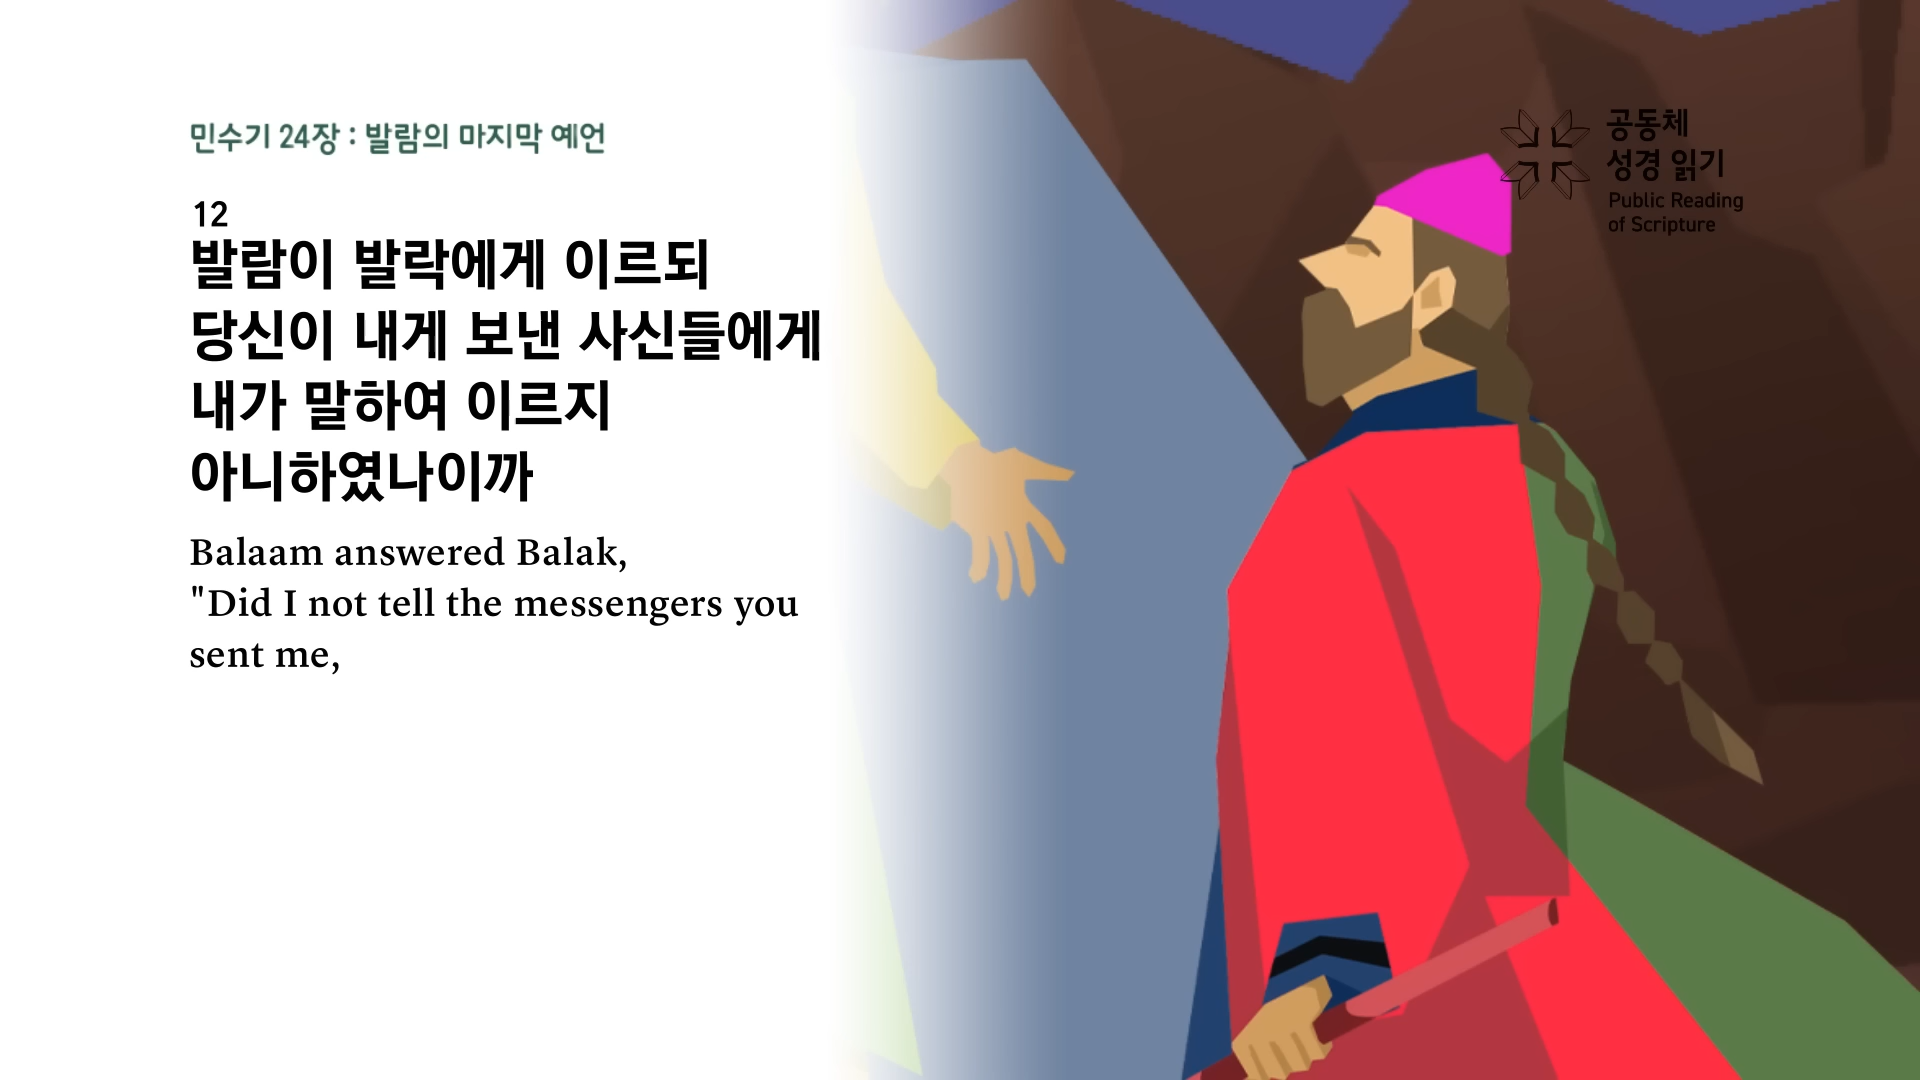 민수기 24장 : 발람의 마지막 예언
12
발람이 발락에게 이르되
당신이 내게 보낸 사신들에게
내가 말하여 이르지
아니하였나이까
Balaam answered Balak,
"Did I not tell the messengers you
sent me,
공동체
성경 읽기
Public Reading
of Scripture